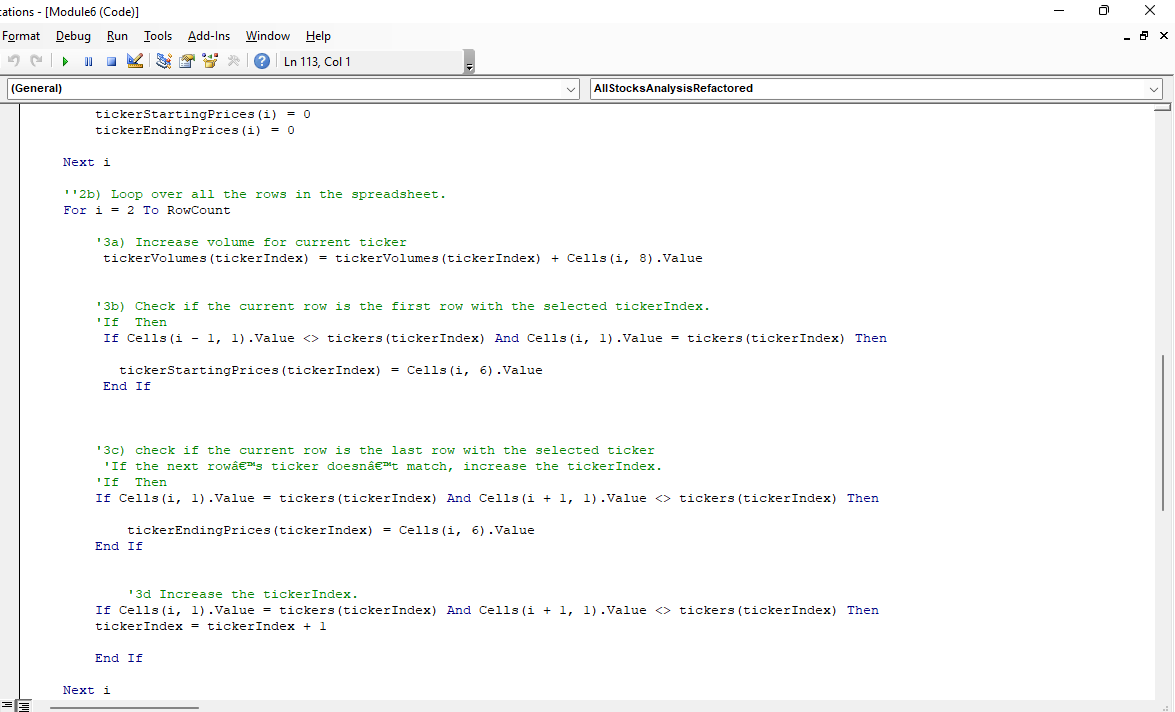 cations - [Module6 (Code)]
Format Debug Run Tools Add-Ins Window Help
Ln 113, Col 1
(General) AllStocksAnalysisRefactored
tickerStartingPrices(i) = 0
tickerEndingPrices(i) = 0
Next i
''2b) Loop over all the rows in the spreadsheet.
For i = 2 To RowCount
'3a) Increase volume for current ticker
tickerVolumes(tickerIndex) = tickerVolumes(tickerIndex) + Cells(i, 8).Value
'3b) Check if the current row is the first row with the selected tickerIndex.
'If  Then
If Cells(i - 1, 1).Value <> tickers(tickerIndex) And Cells(i, 1).Value = tickers(tickerIndex) Then
tickerStartingPrices(tickerIndex) = Cells(i, 6).Value
End If
'3c) check if the current row is the last row with the selected ticker
'If the next rowâ€™s ticker doesnâ€™t match, increase the tickerIndex.
'If  Then
If Cells(i, 1).Value = tickers(tickerIndex) And Cells(i + 1, 1).Value <> tickers(tickerIndex) Then
tickerEndingPrices(tickerIndex) = Cells(i, 6).Value
End If
'3d Increase the tickerIndex.
If Cells(i, 1).Value = tickers(tickerIndex) And Cells(i + 1, 1).Value <> tickers(tickerIndex) Then
tickerIndex = tickerIndex + 1
End If
Next i